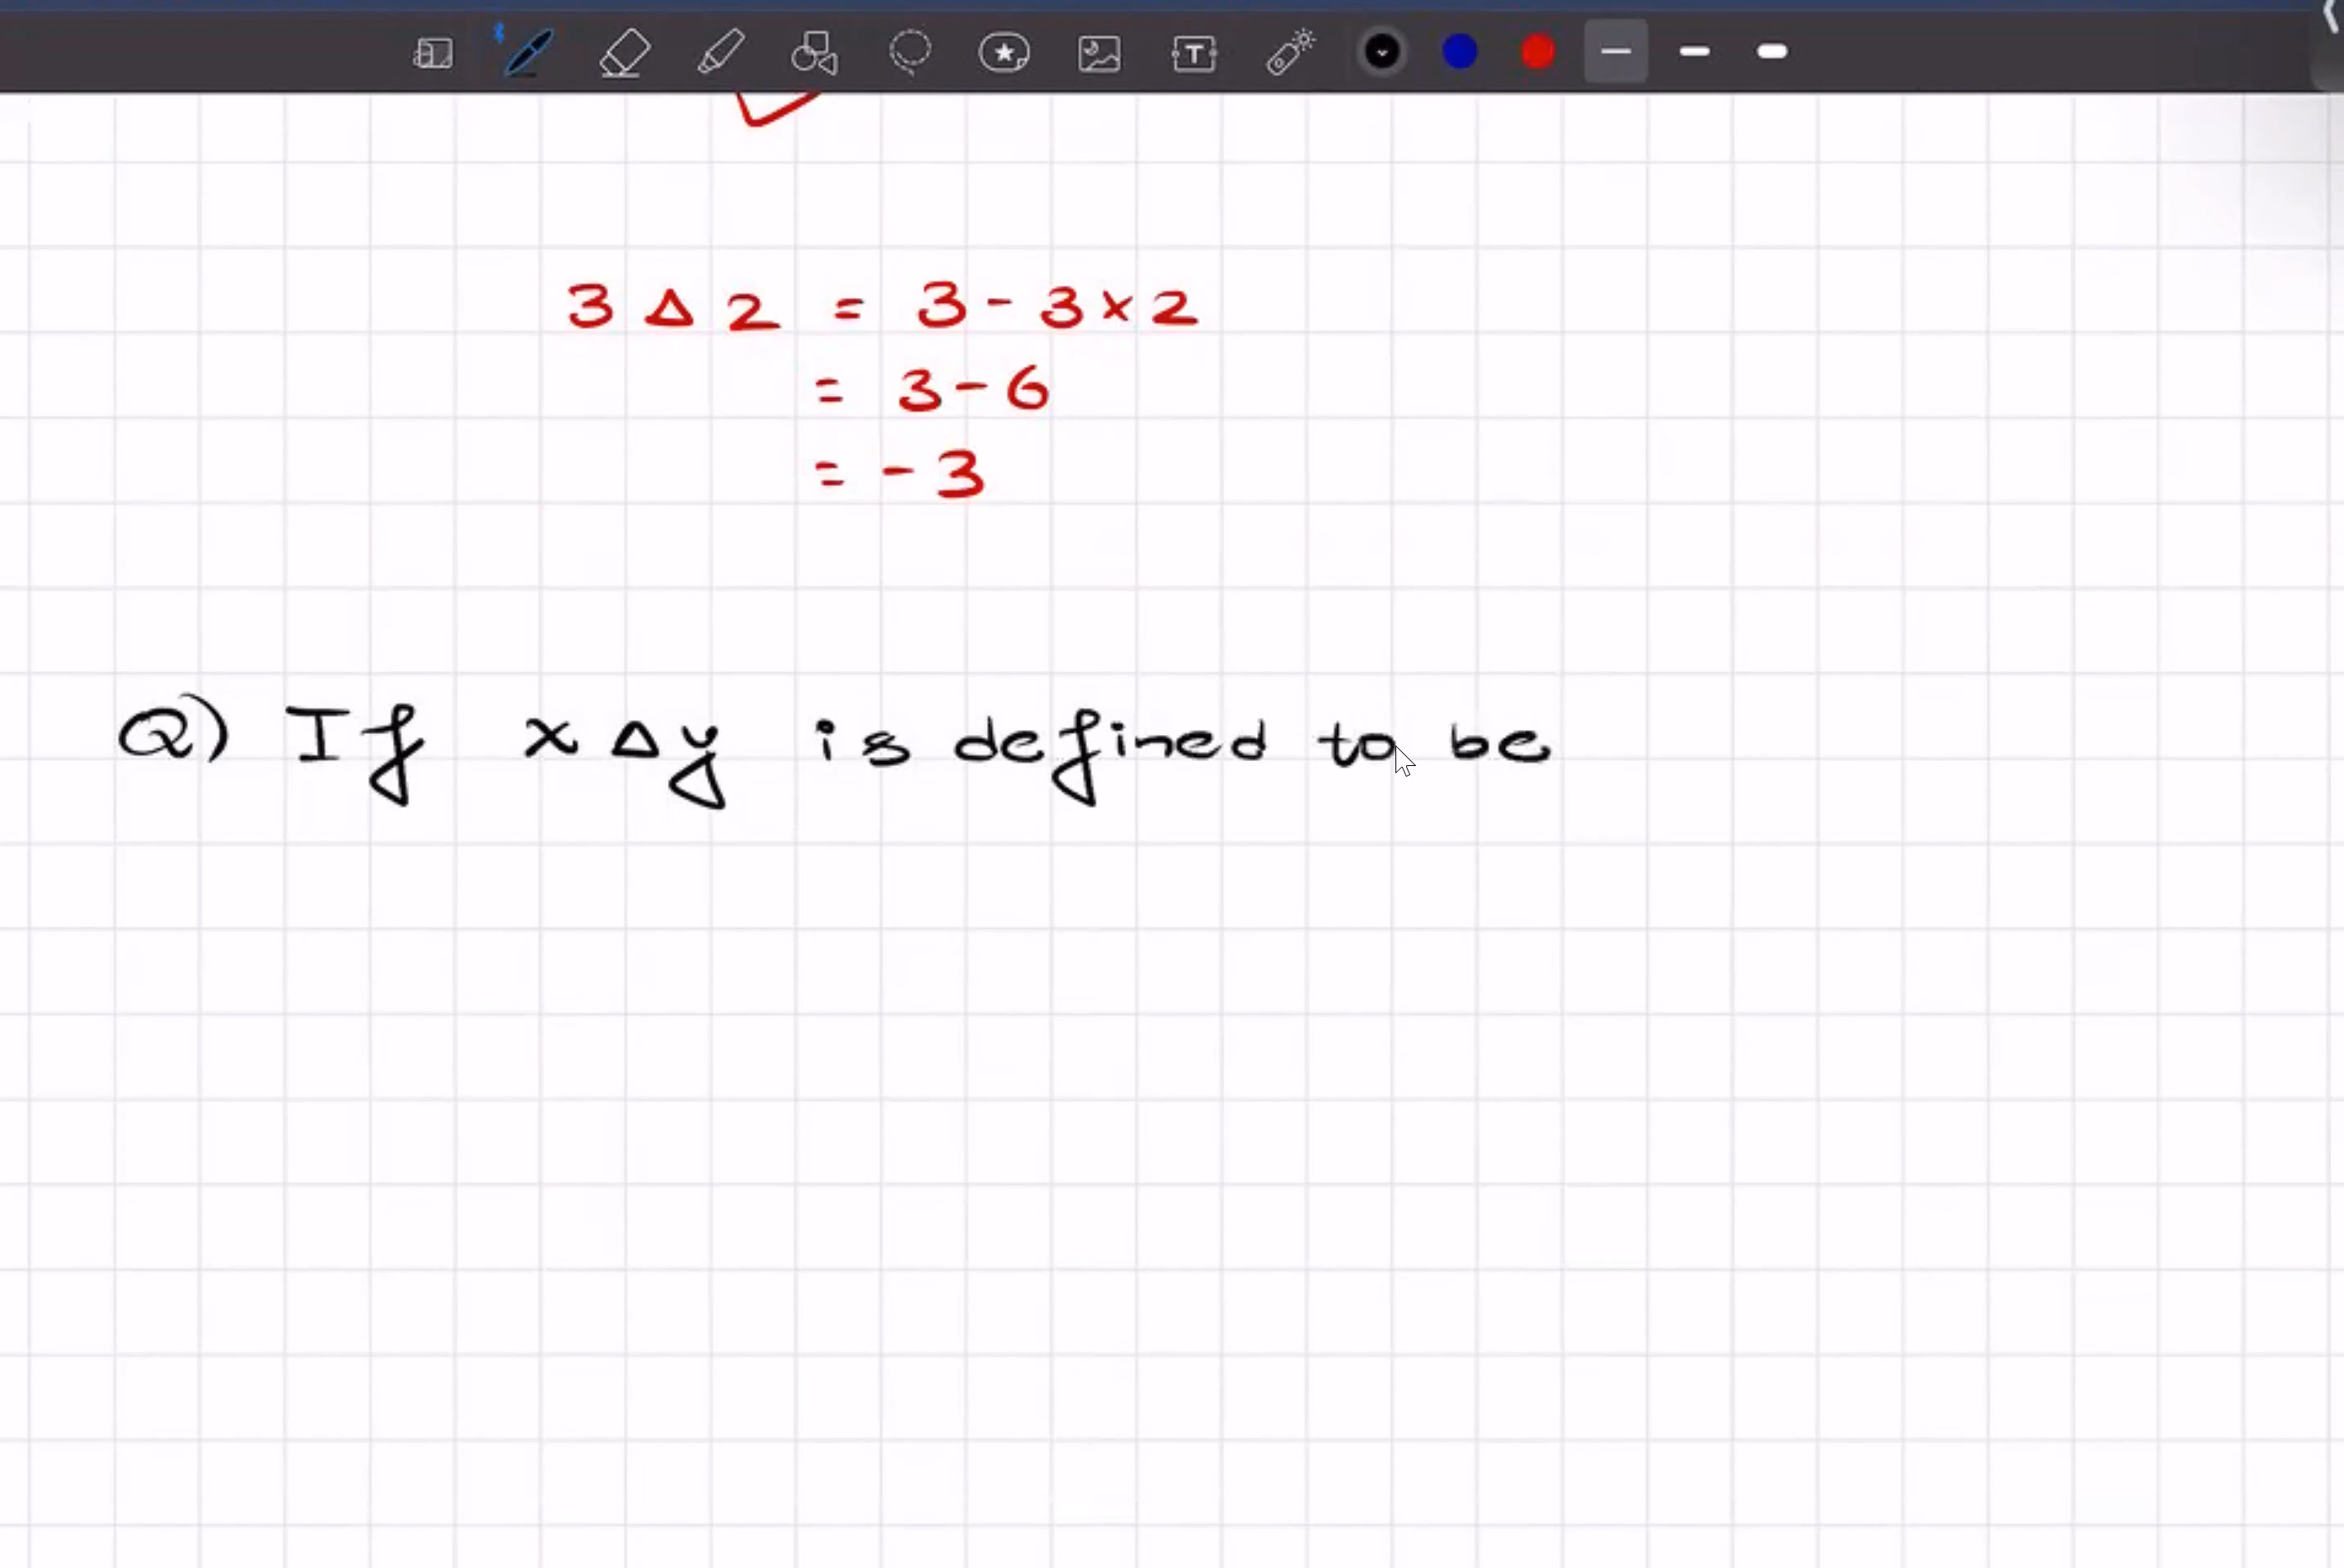 3 Δ 2 = 3 - 3 × 2
= 3 - 6
= - 3
Q) If x Δ y is defined to be